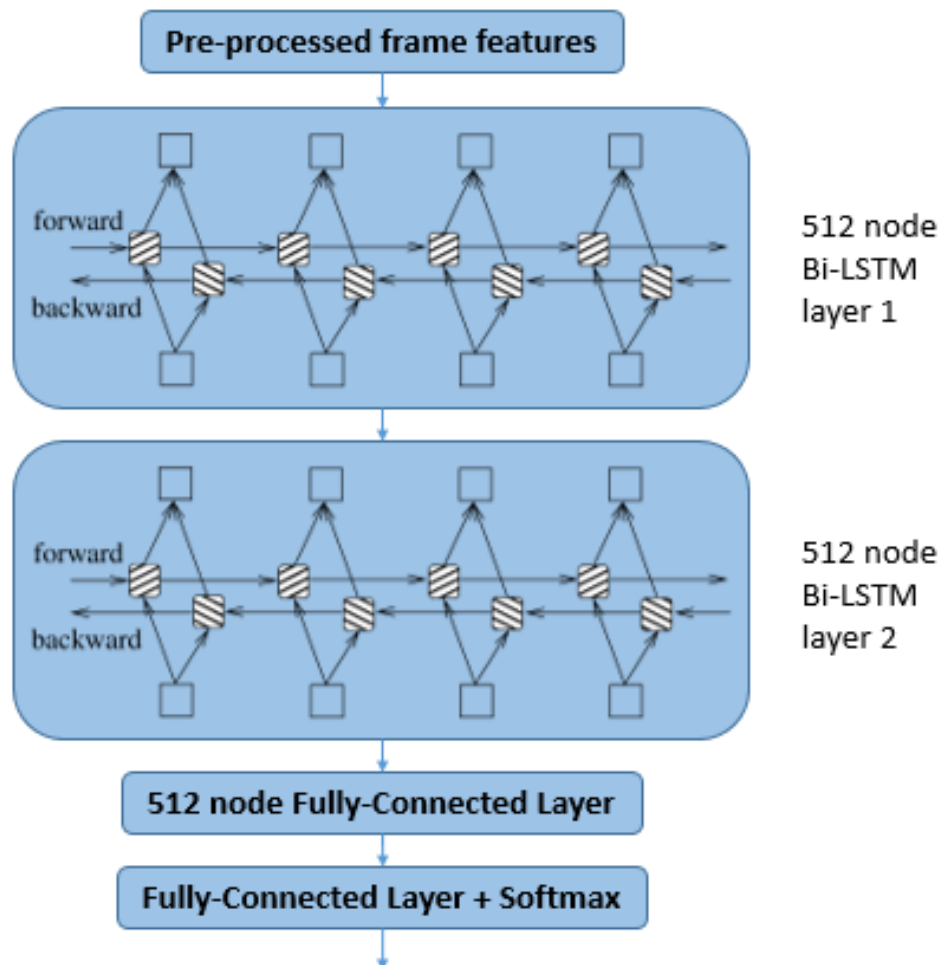 Pre-processed frame features
forward
backward
512 node
Bi-LSTM
layer 1
forward
backward
512 node
Bi-LSTM
layer 2
512 node Fully-Connected Layer
Fully-Connected Layer + Softmax